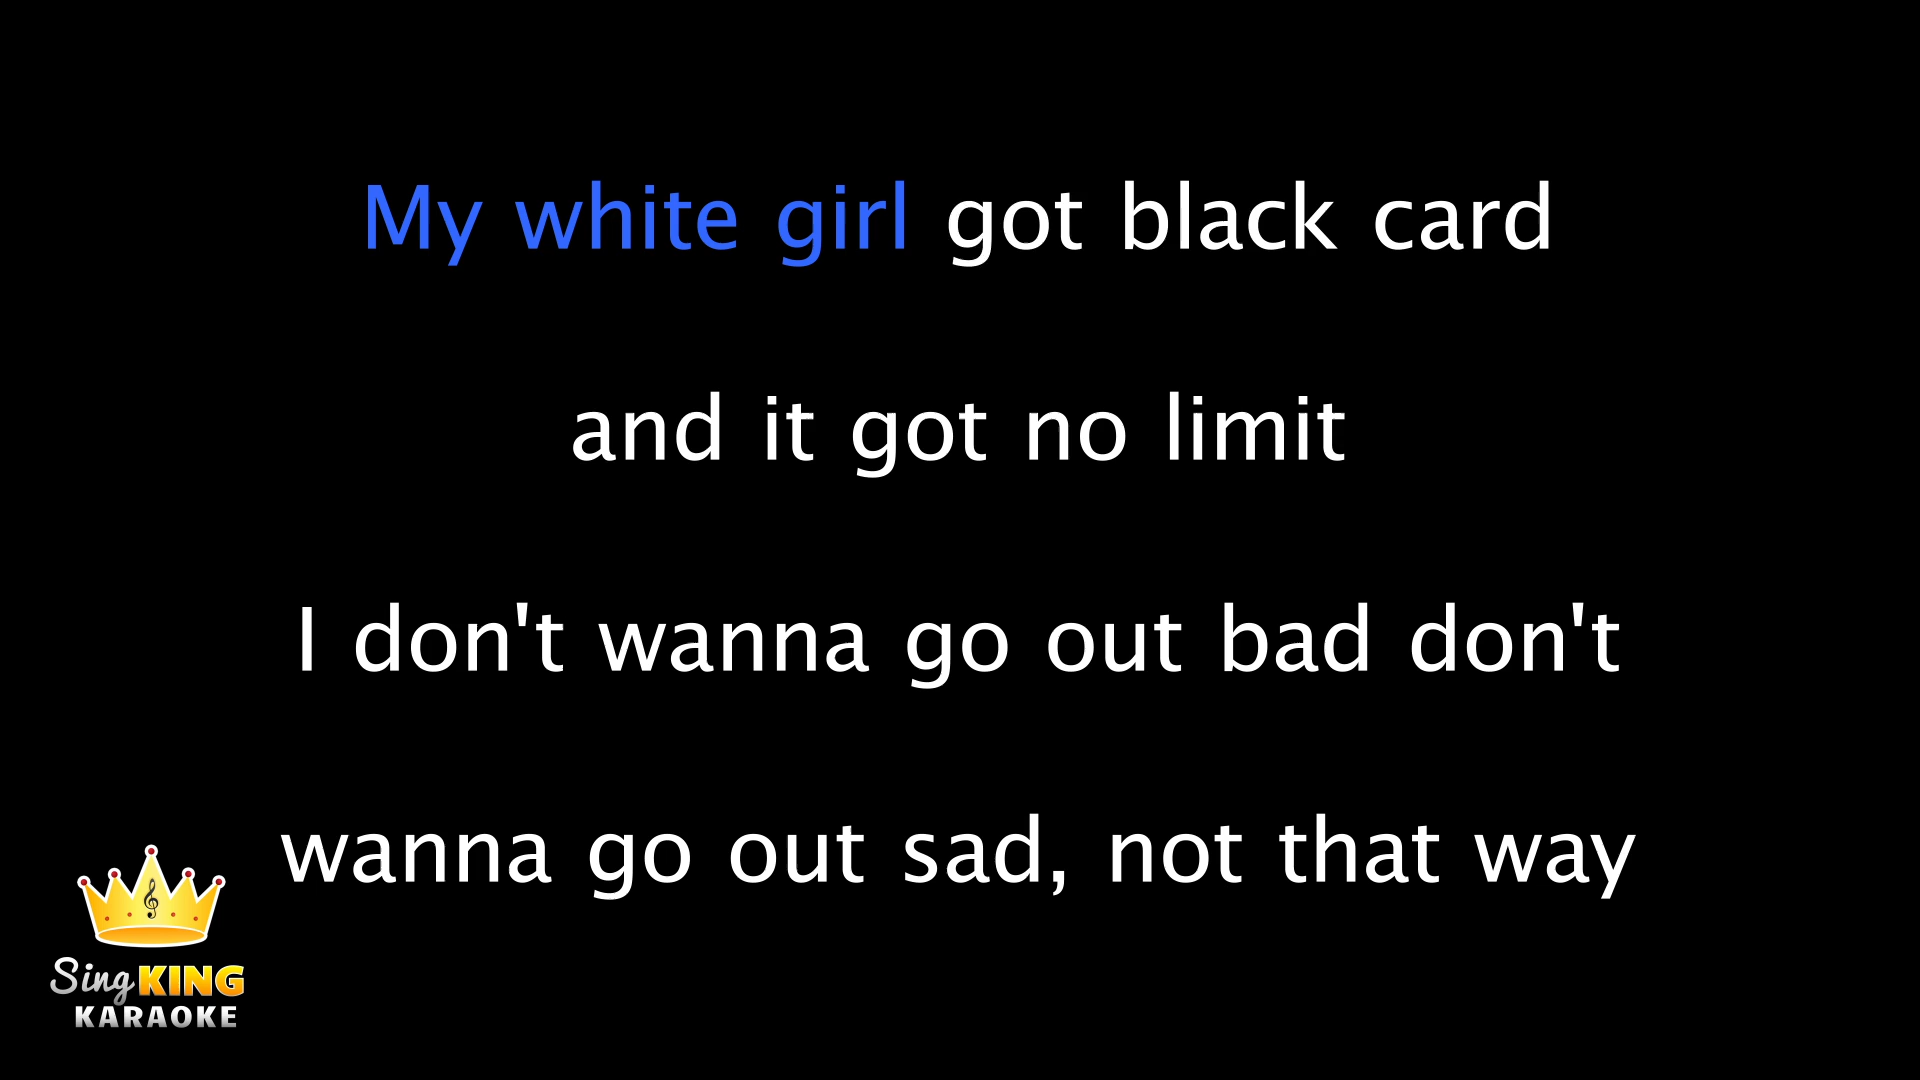 My white girl got black card
and it got no limit
I don't wanna go out bad don't
wanna go out sad, not that way
Sing KING
KARAOKE